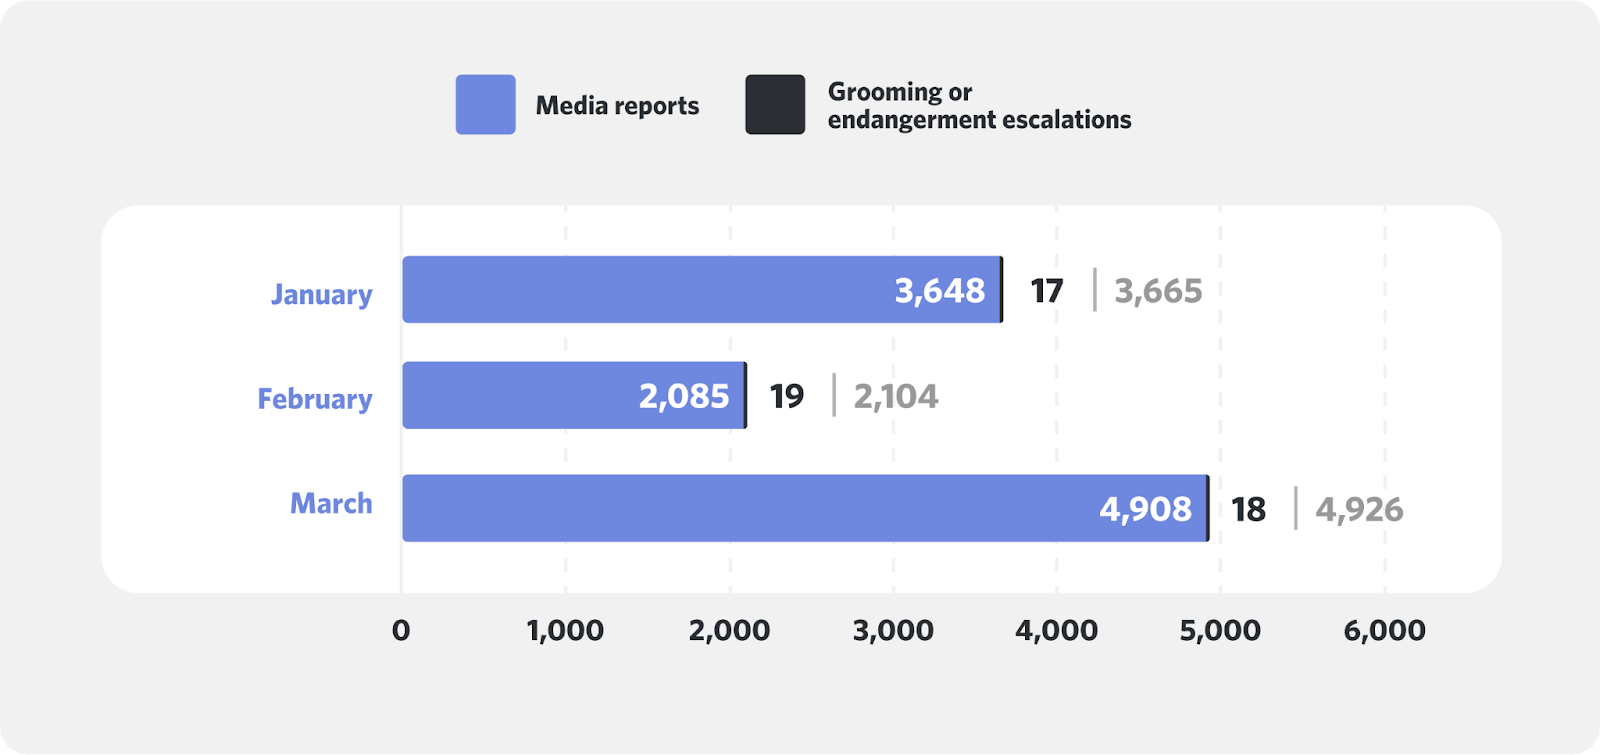 Media reports
Grooming or
endangerment escalations
January
3,648 17 3,665
February
2,085 19 2,104
March
4,908 18 4,926
0 1,000 2,000 3,000 4,000 5,000 6,000